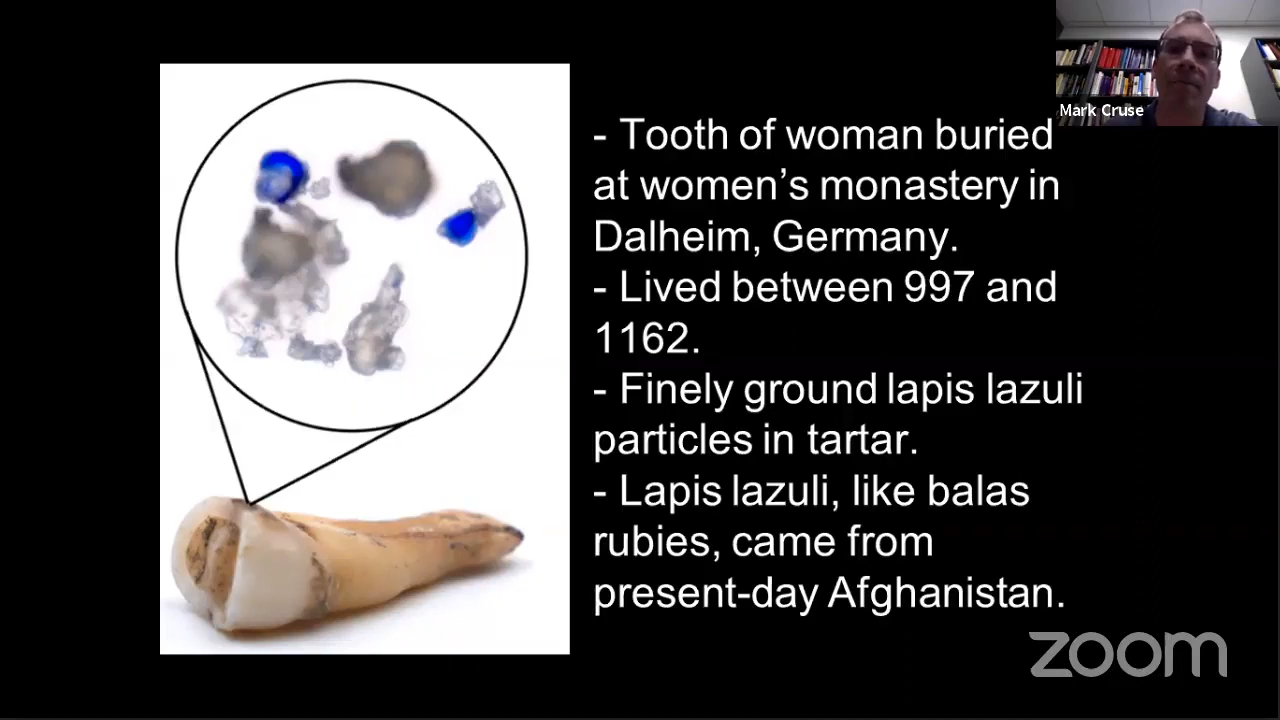 Mark Cruse
- Tooth of woman buried
at women’s monastery in
Dalheim, Germany.
- Lived between 997 and
1162.
- Finely ground lapis lazuli
particles in tartar.
- Lapis lazuli, like balas
rubies, came from
present-day Afghanistan.
zoom